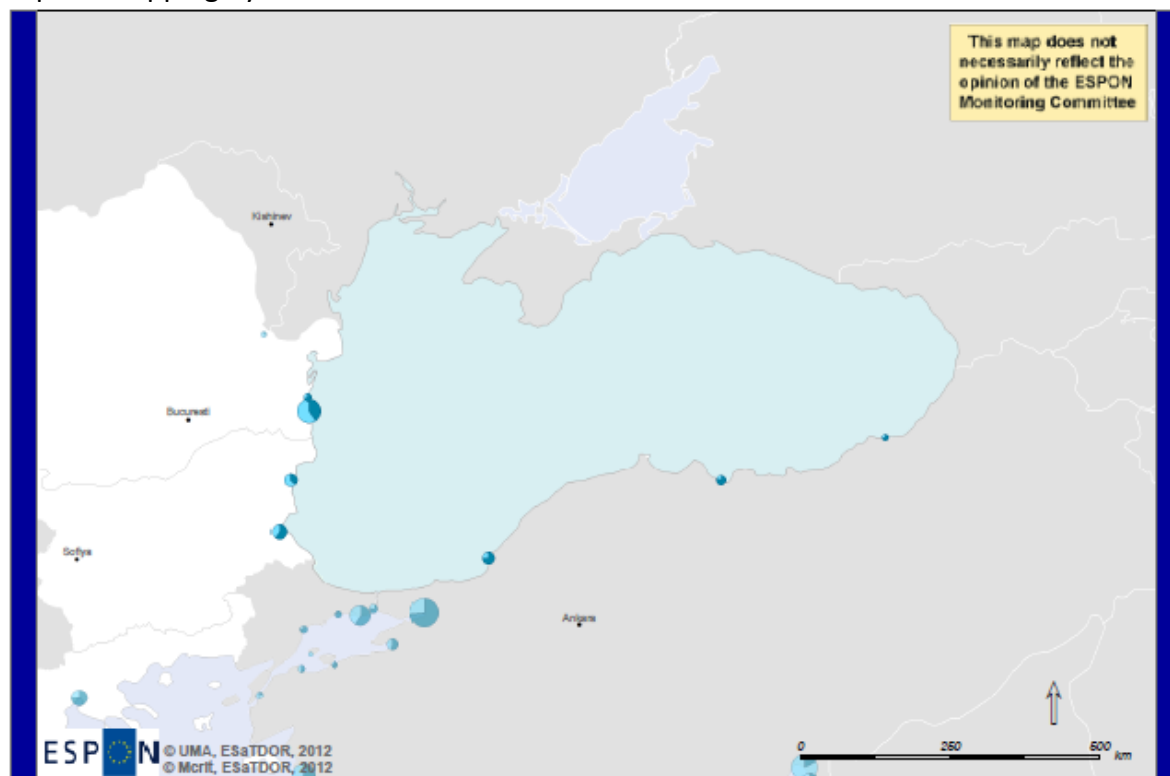 This map does not
necessarily reflect the
opinion of the ESPON
Monitoring Committee
Kishinev
Bucuresti
Sofiya
Ankara
ESPON
© UMA, ESaTDOR, 2012
© Mcrit, ESaTDOR, 2012
0 250 500 km